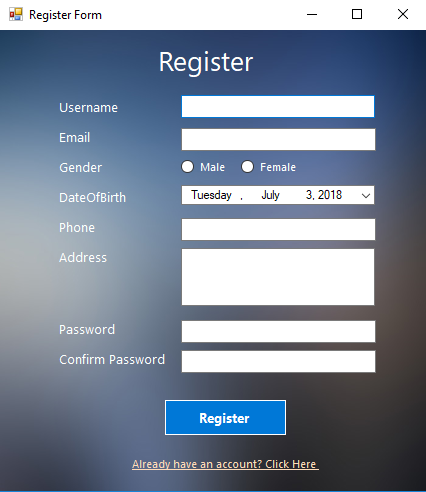 Register Form
Register
Username
Email
Gender Male Female
DateOfBirth Tuesday , July 3, 2018
Phone
Address
Password
Confirm Password
Register
Already have an account? Click Here